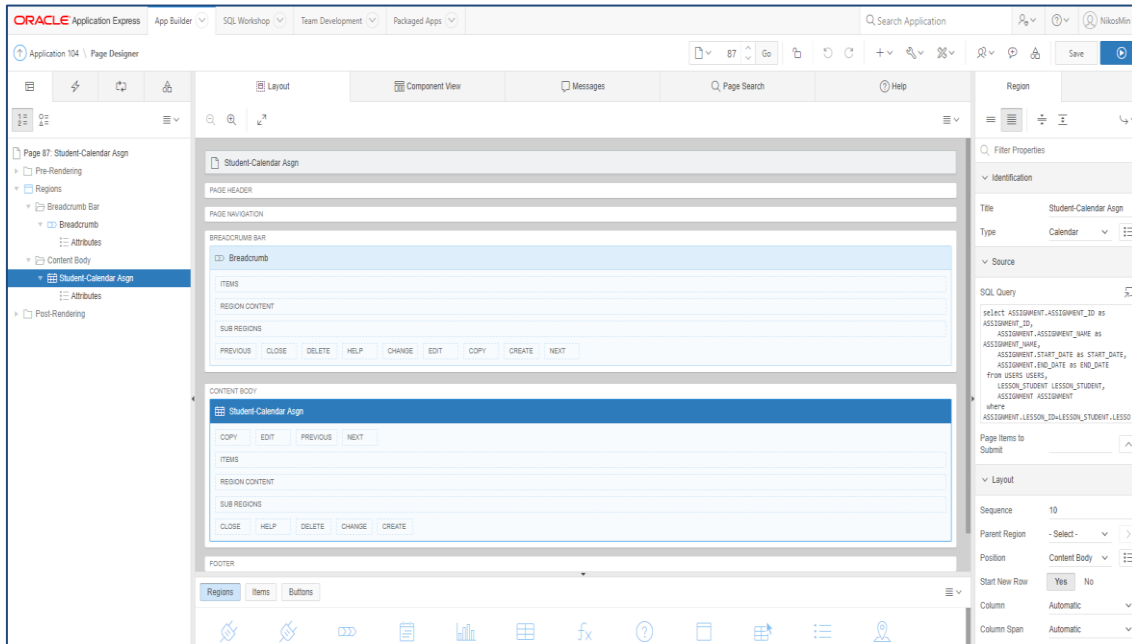 ORACLE Application Express App Builder SQL Workshop Team Development Packaged Apps Search Application NikosMin
Application 104 \ Page Designer 87 Go Save
Layout Component View Messages Page Search Help Region
Page 87: Student-Calendar Asgn
Pre-Rendering
Regions
Breadcrumb Bar
Breadcrumb
Attributes
Content Body
Student-Calendar Asgn
Attributes
Post-Rendering
Student-Calendar Asgn
PAGE HEADER
PAGE NAVIGATION
BREADCRUMB BAR
Breadcrumb
ITEMS
REGION CONTENT
SUB REGIONS
PREVIOUS CLOSE DELETE HELP CHANGE EDIT COPY CREATE NEXT
CONTENT BODY
Student-Calendar Asgn
COPY EDIT PREVIOUS NEXT
ITEMS
REGION CONTENT
SUB REGIONS
CLOSE HELP DELETE CHANGE CREATE
FOOTER
Regions Items Buttons
Filter Properties
Identification
Title Student-Calendar Asgn
Type Calendar
Source
SQL Query
select ASSIGNMENT.ASSIGNMENT_ID as
ASSIGNMENT_ID,
ASSIGNMENT.ASSIGNMENT_NAME as
ASSIGNMENT_NAME,
ASSIGNMENT.START_DATE as START_DATE,
ASSIGNMENT.END_DATE as END_DATE
from USERS USERS,
LESSON_STUDENT LESSON_STUDENT,
ASSIGNMENT ASSIGNMENT
where
ASSIGNMENT.LESSON_ID=LESSON_STUDENT.LESSO
Page Items to
Submit
Layout
Sequence 10
Parent Region - Select -
Position Content Body
Start New Row Yes No
Column Automatic
Column Span Automatic